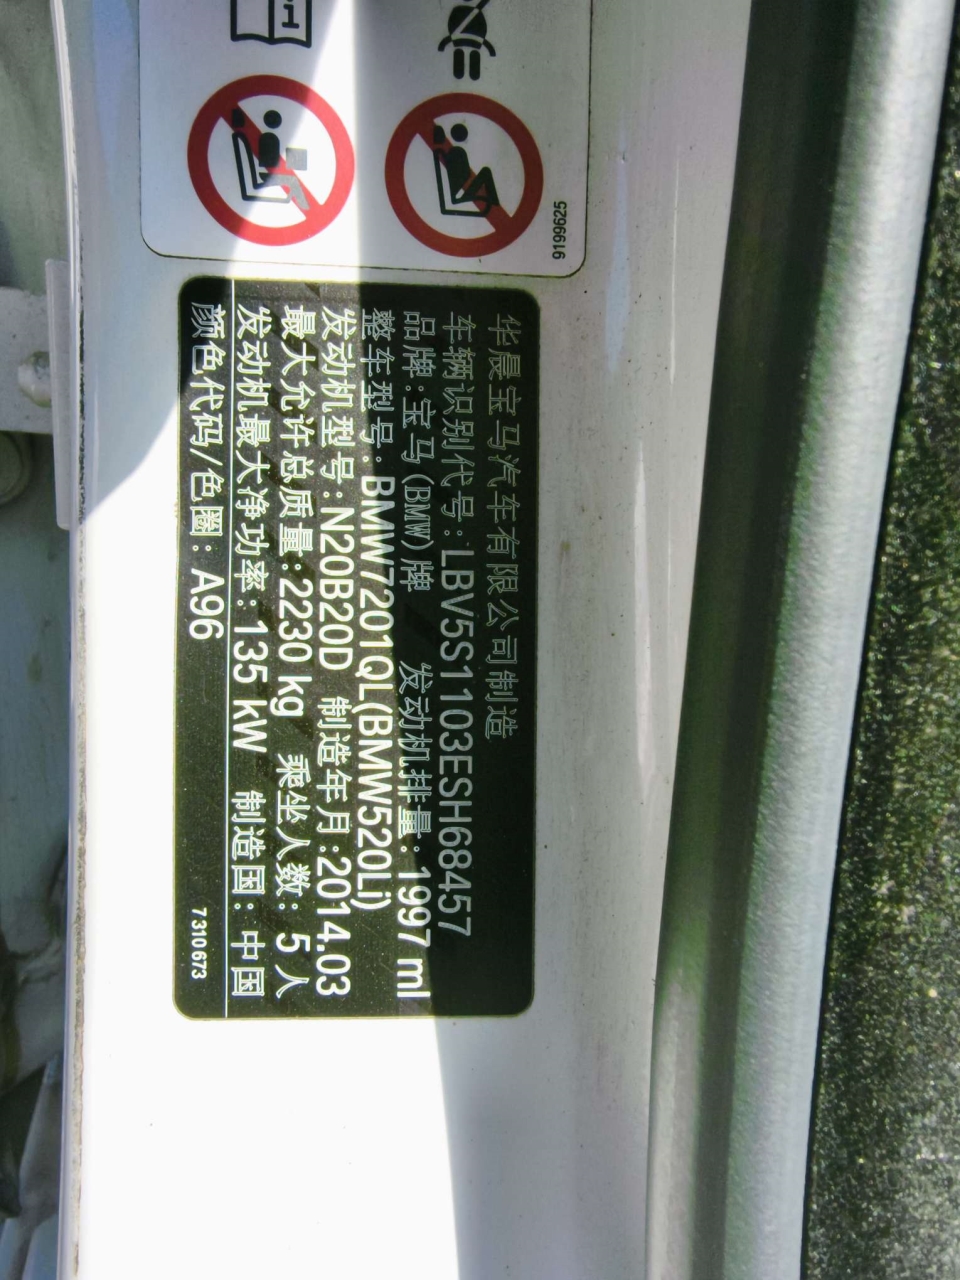 9199625
华晨宝马汽车有限公司制造
车辆识别代号:LBV5S1103ESH68457
品牌:宝马(BMW)牌 发动机排量:1997 ml
整车型号:BMW7201QL(BMW520Li)
发动机型号:N20B20D 制造年月:2014.03
最大允许总质量:2230 kg 乘坐人数:5 人
发动机最大净功率:135 kW 制造国:中国
颜色代码/色圈:A96
7 310 673